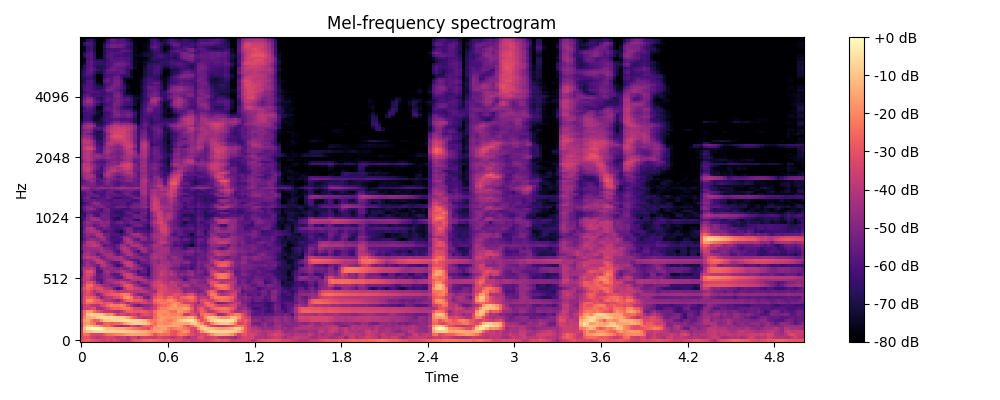 Mel-frequency spectrogram
+0 dB
-10 dB
-20 dB
-30 dB
-40 dB
-50 dB
-60 dB
-70 dB
-80 dB
4096
2048
1024
512
0
Hz
0 0.6 1.2 1.8 2.4 3 3.6 4.2 4.8
Time